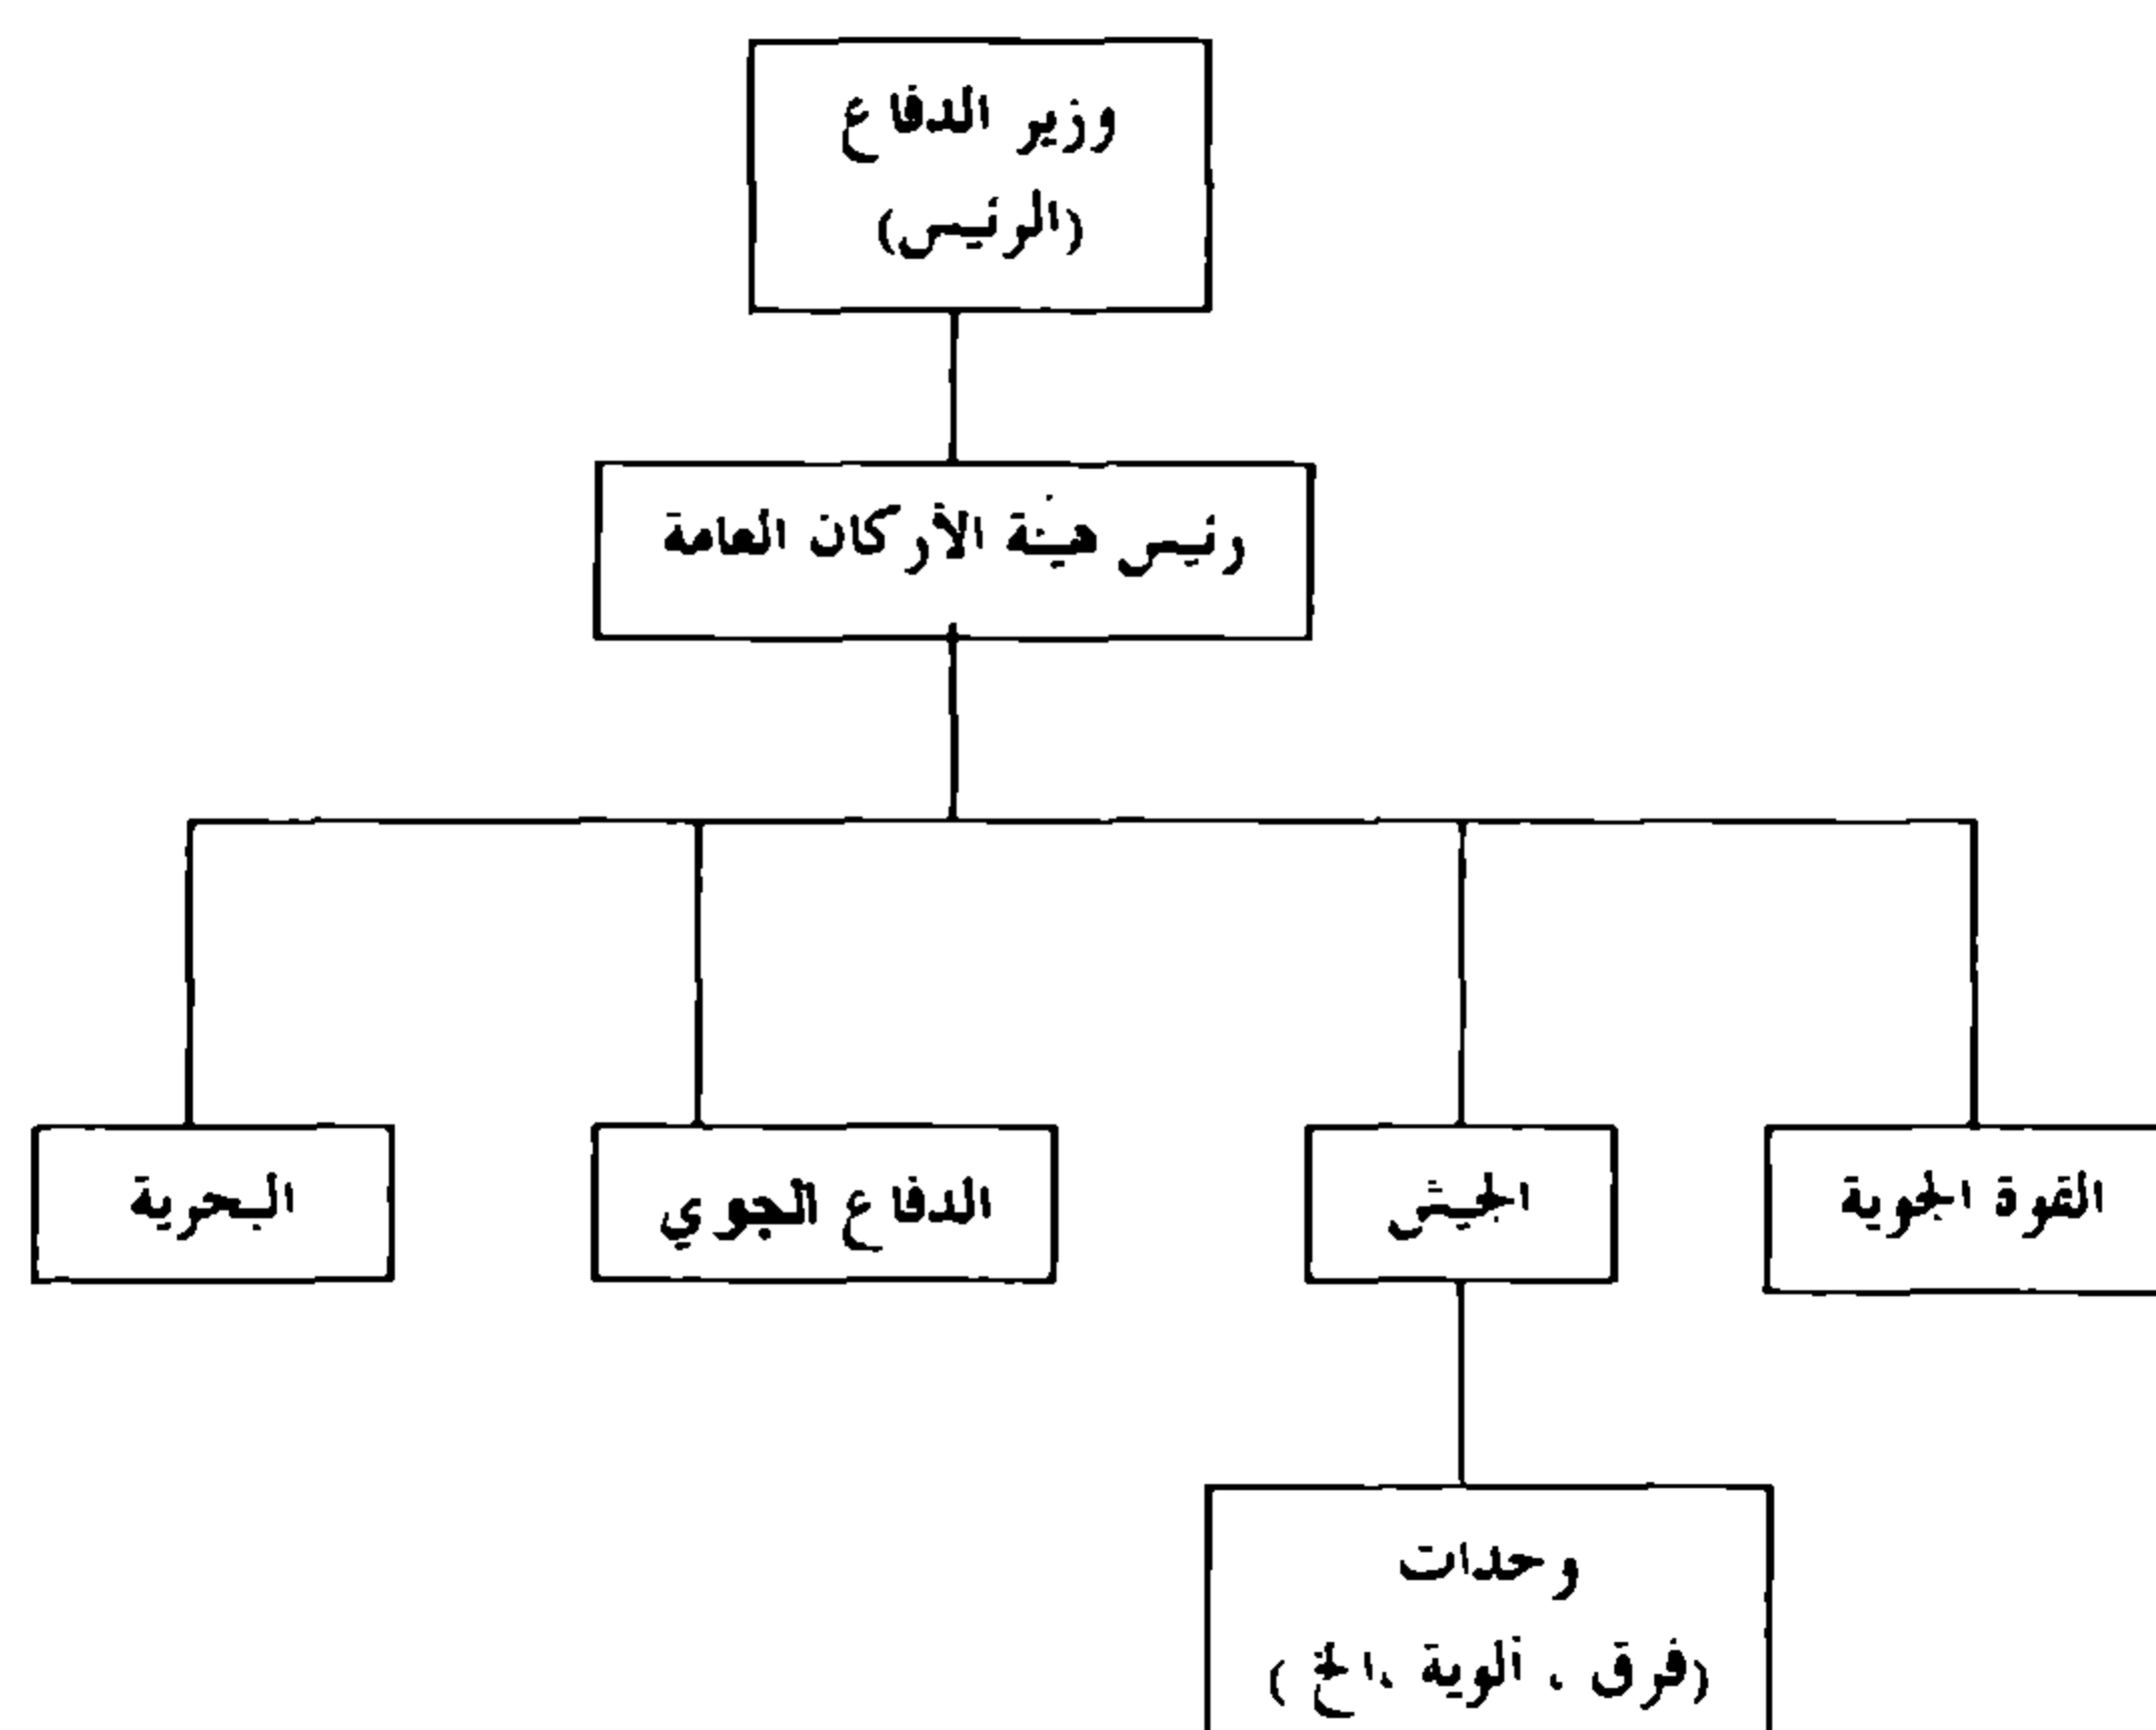 وزير الدفاع
(الرئيس)
رئيس هيئة الأركان العامة
القوة الجوية
الجيش
الدفاع الجوي
البحرية
وحدات
(فرق ، ألوية ،الخ )